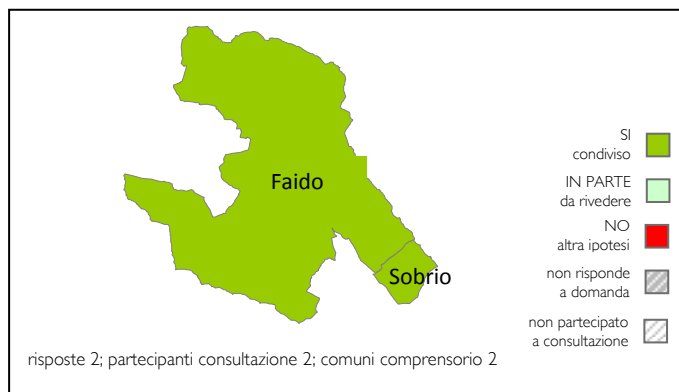 Faido
Sobrio
SI
condiviso
IN PARTE
da rivedere
NO
altra ipotesi
non risponde
a domanda
non partecipato
a consultazione
risposte 2; partecipanti consultazione 2; comuni comprensorio 2